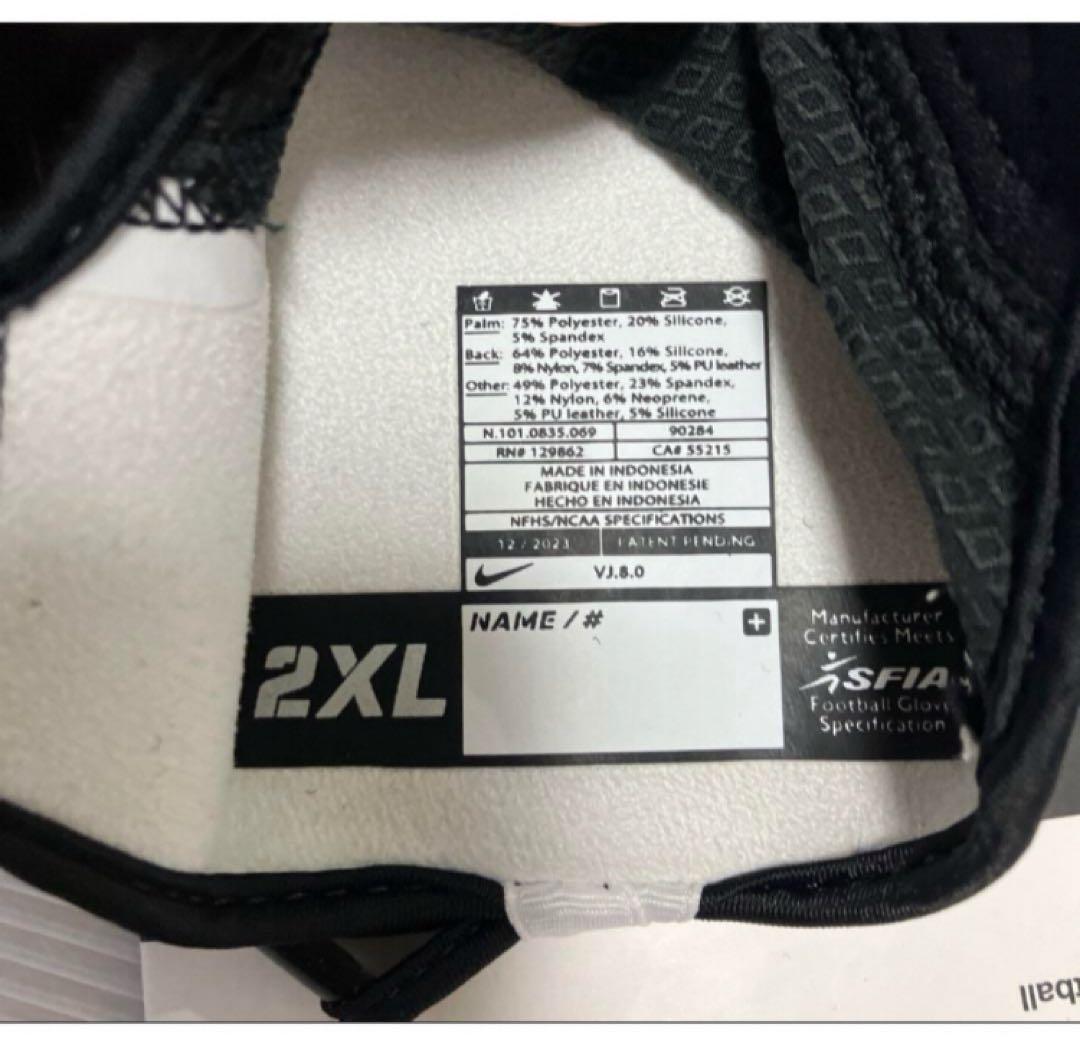 Palm: 75% Polyester, 20% Silicone,
5% Spandex
Back: 64% Polyester, 16% Silicone,
8% Nylon, 7% Spandex, 5% PU leather
Other: 49% Polyester, 23% Spandex,
12% Nylon, 6% Neoprene,
5% PU leather, 5% Silicone
N.101.0835.069 90284
RN# 129862 CA# 55215
MADE IN INDONESIA
FABRIQUE EN INDONESIE
HECHO EN INDONESIA
NFHS/NCAA SPECIFICATIONS
12 / 2023 PATENT PENDING
VJ.8.0
2XL
NAME / #
Manufacturer
Certifies Meets
SFIA
Football Glove
Specification
tball